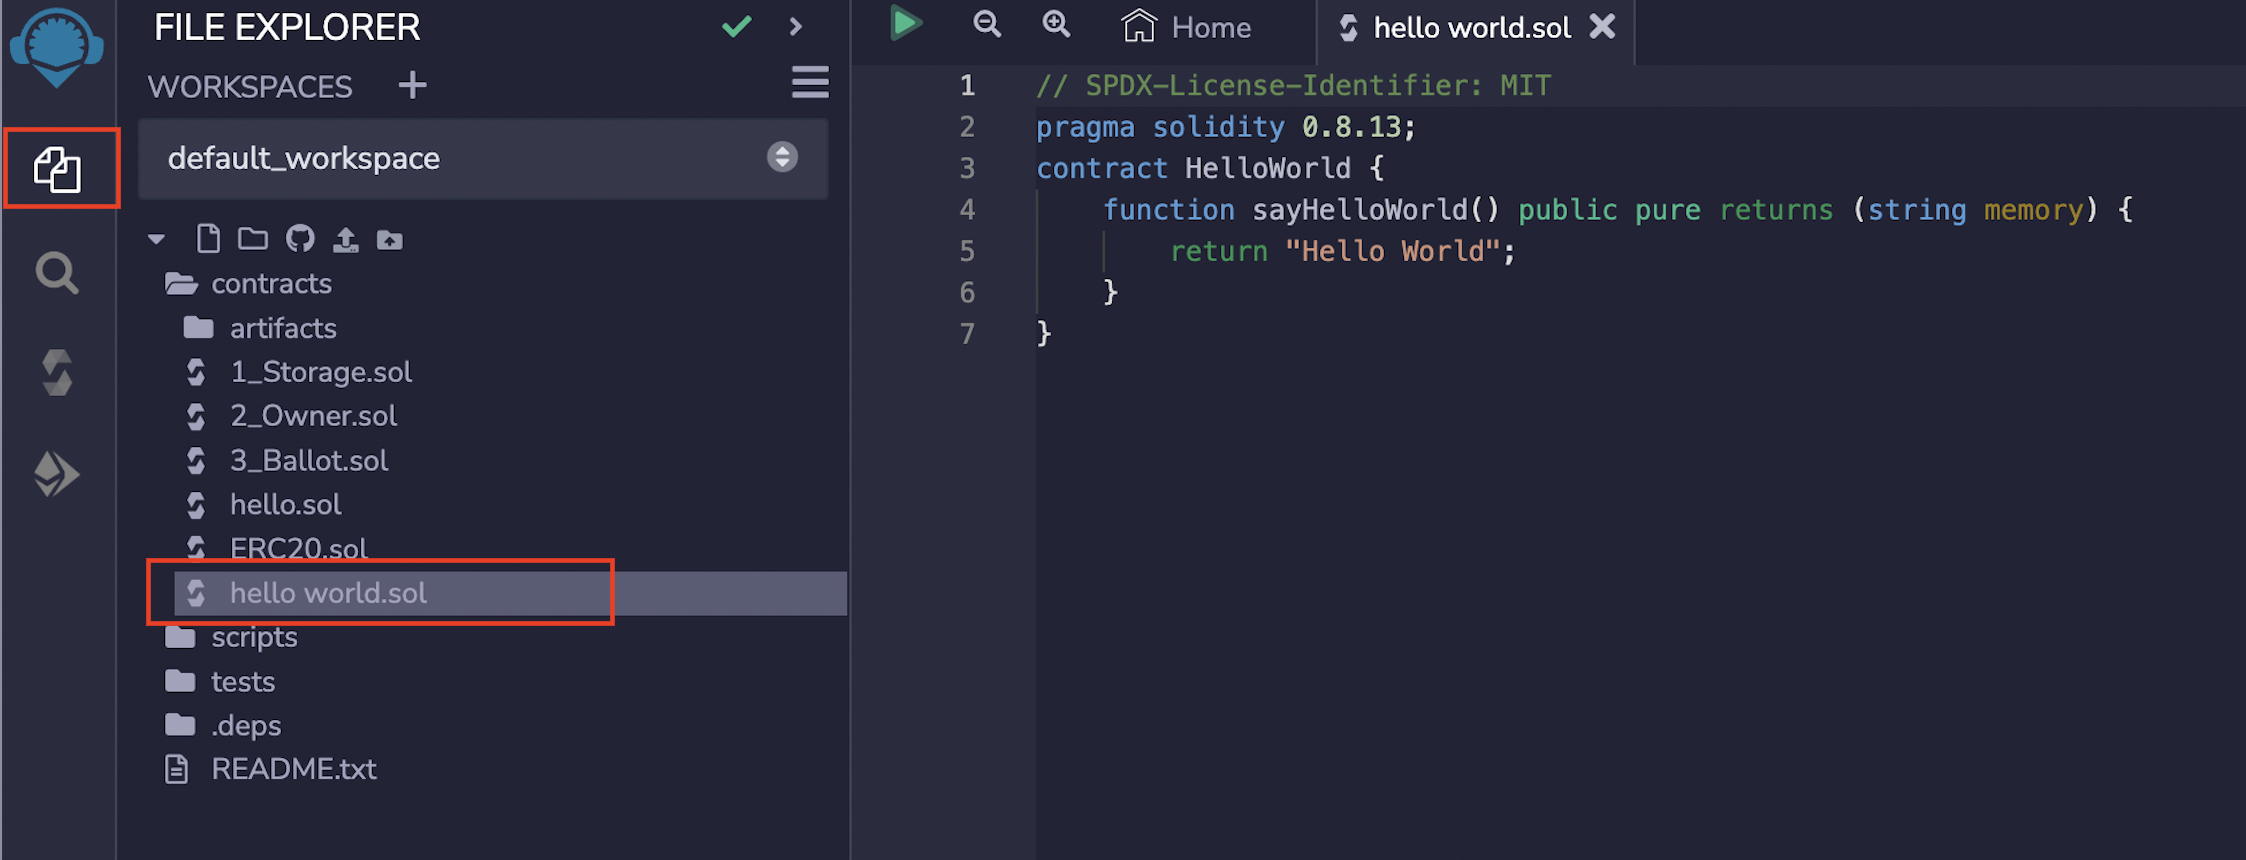 FILE EXPLORER
WORKSPACES
default_workspace
contracts
artifacts
1_Storage.sol
2_Owner.sol
3_Ballot.sol
hello.sol
ERC20.sol
hello world.sol
scripts
tests
.deps
README.txt
Home
hello world.sol
1 // SPDX-License-Identifier: MIT
2 pragma solidity 0.8.13;
3 contract HelloWorld {
4     function sayHelloWorld() public pure returns (string memory) {
5         return "Hello World";
6     }
7 }